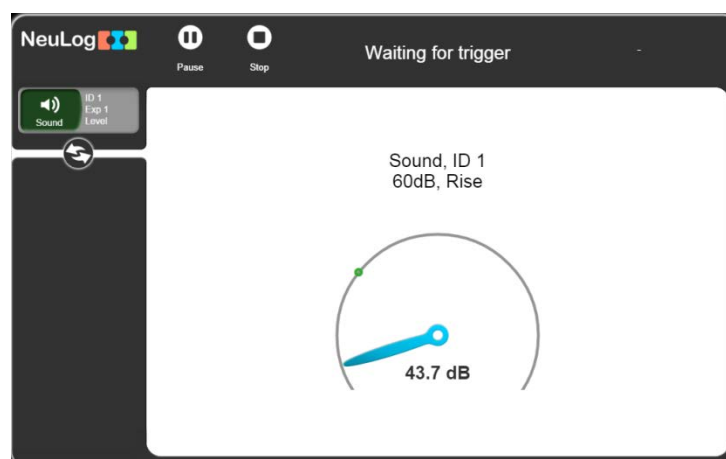 NeuLog
Pause
Stop
Waiting for trigger
-
Sound
ID 1
Exp 1
Level
Sound, ID 1
60dB, Rise
43.7 dB